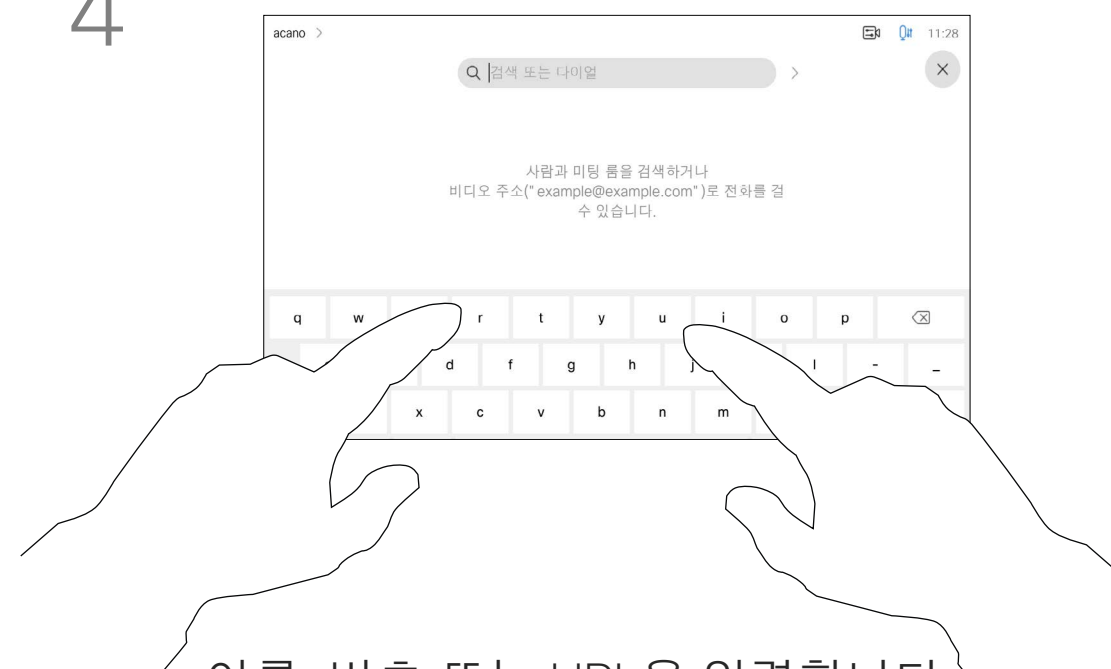 4
acano >
11:28
검색 또는 다이얼 >
사람과 미팅 룸을 검색하거나
비디오 주소("example@example.com")로 전화를 걸
수 있습니다.
q w r t y u i o p
d f g h j l - _
x c v b n m